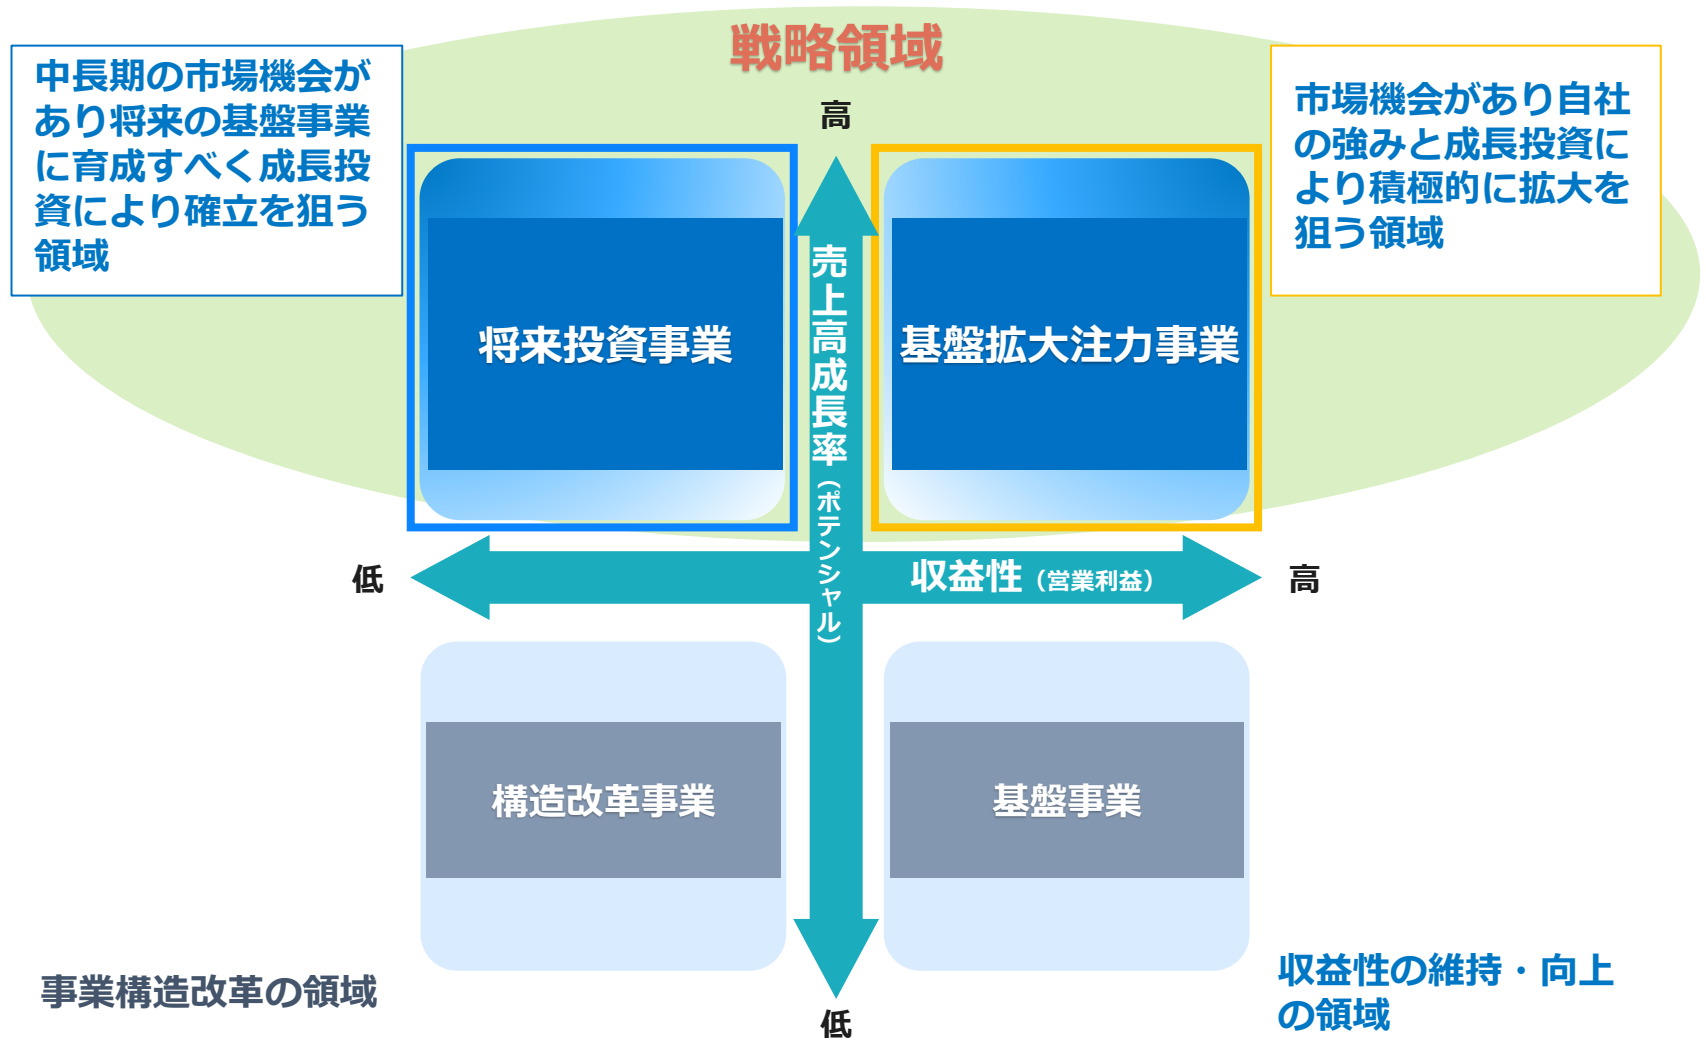 戦略領域
中長期の市場機会が
あり将来の基盤事業
に育成すべく成長投
資により確立を狙う
領域
高
市場機会があり自社
の強みと成長投資に
より積極的に拡大を
狙う領域
将来投資事業
売上高成長率（ポテンシャル）
基盤拡大注力事業
低
収益性（営業利益）
高
構造改革事業
基盤事業
事業構造改革の領域
低
収益性の維持・向上
の領域